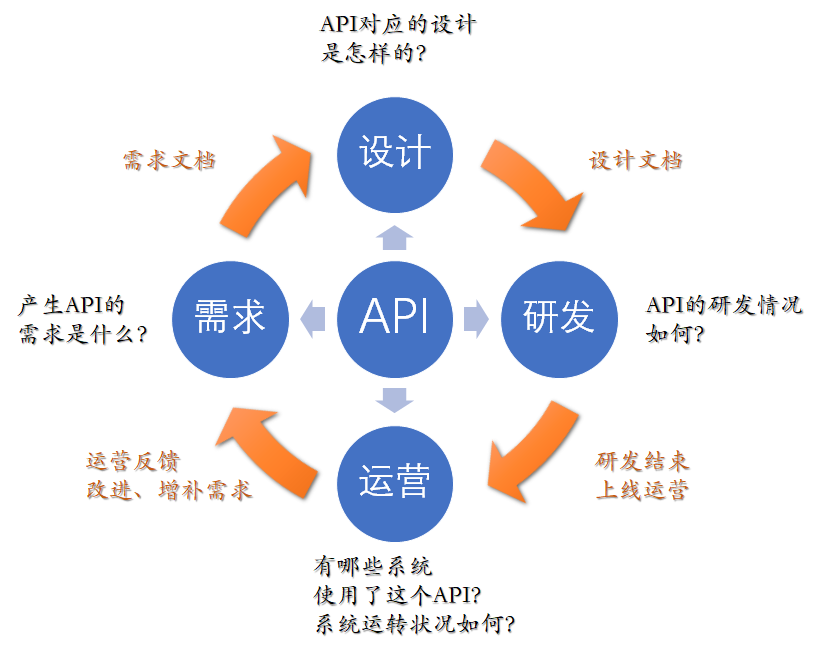 API对应的设计
是怎样的?
设计
需求文档
设计文档
产生API的
需求是什么?
需求
API
研发
API的研发情况
如何?
运营反馈
改进、增补需求
运营
研发结束
上线运营
有哪些系统
使用了这个API?
系统运转状况如何?